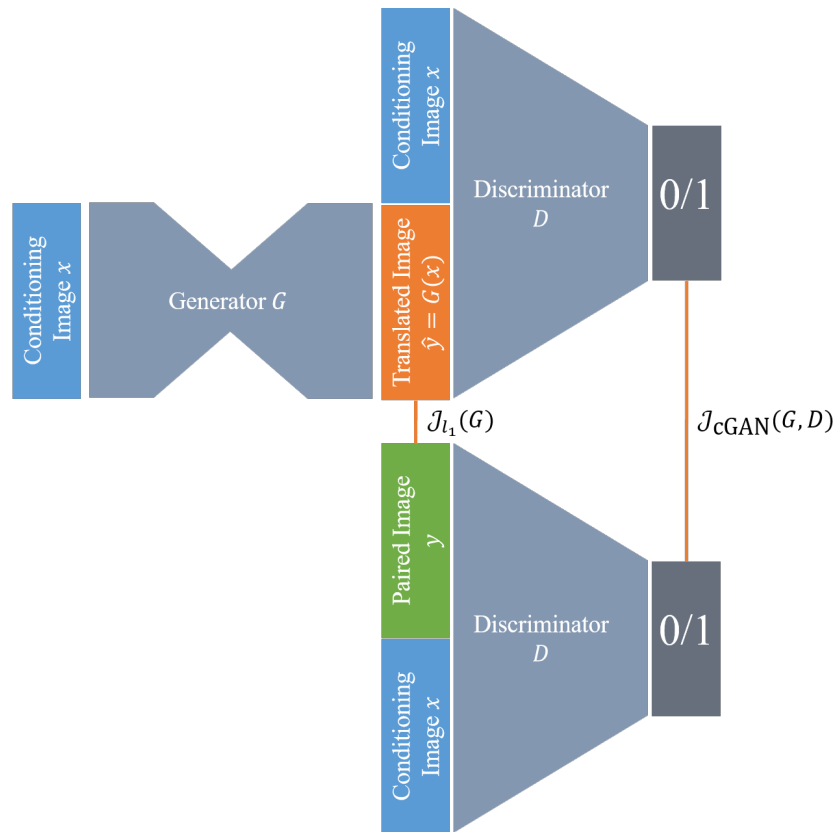 Conditioning
Image x
Generator G
Conditioning
Image x
Translated Image
ŷ = G(x)
Discriminator
D
0/1
𝒥l₁(G)
𝒥cGAN(G, D)
Paired Image
y
Conditioning
Image x
Discriminator
D
0/1